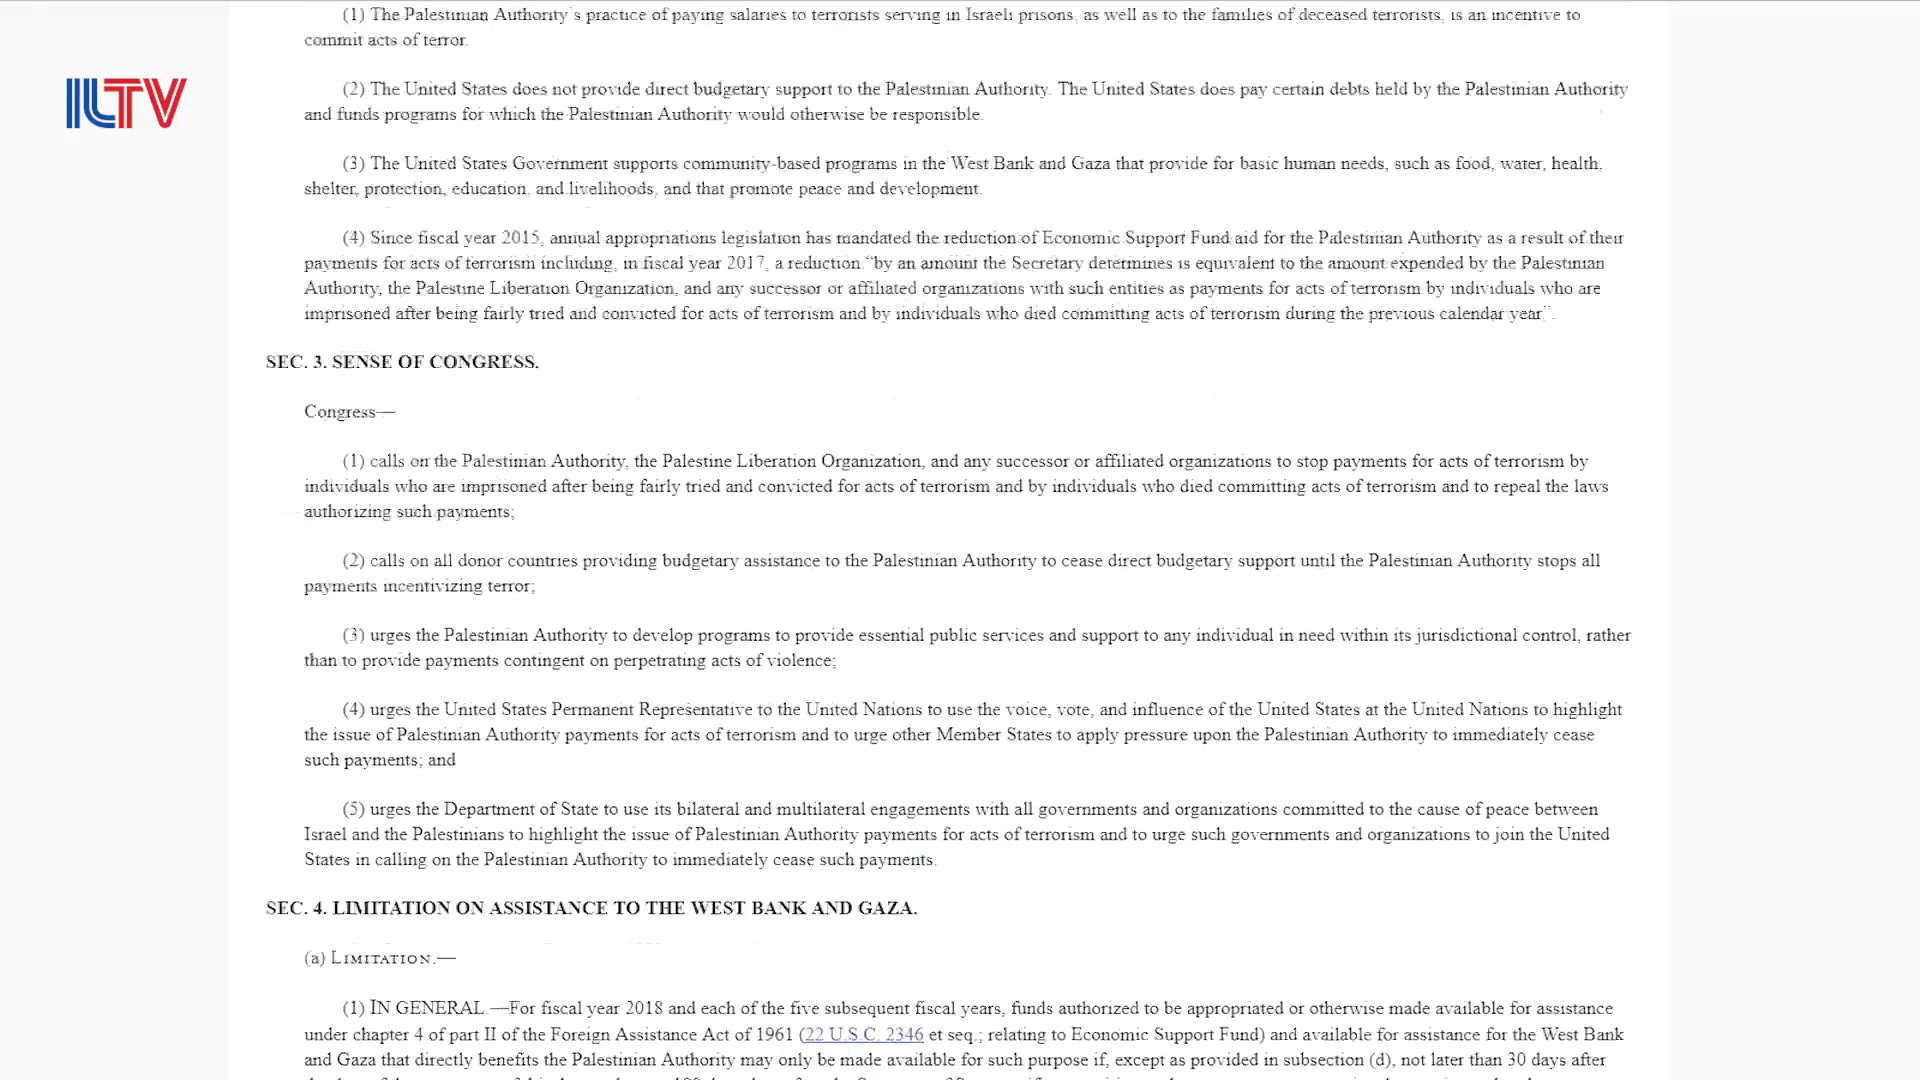 (1) The Palestinian Authority's practice of paying salaries to terrorists serving in Israeli prisons, as well as to the families of deceased terrorists, is an incentive to
commit acts of terror.
ILTV
(2) The United States does not provide direct budgetary support to the Palestinian Authority. The United States does pay certain debts held by the Palestinian Authority
and funds programs for which the Palestinian Authority would otherwise be responsible.
(3) The United States Government supports community-based programs in the West Bank and Gaza that provide for basic human needs, such as food, water, health,
shelter, protection, education, and livelihoods, and that promote peace and development.
(4) Since fiscal year 2015, annual appropriations legislation has mandated the reduction of Economic Support Fund aid for the Palestinian Authority as a result of their
payments for acts of terrorism including, in fiscal year 2017, a reduction “by an amount the Secretary determines is equivalent to the amount expended by the Palestinian
Authority, the Palestine Liberation Organization, and any successor or affiliated organizations with such entities as payments for acts of terrorism by individuals who are
imprisoned after being fairly tried and convicted for acts of terrorism and by individuals who died committing acts of terrorism during the previous calendar year”.
SEC. 3. SENSE OF CONGRESS.
Congress—
(1) calls on the Palestinian Authority, the Palestine Liberation Organization, and any successor or affiliated organizations to stop payments for acts of terrorism by
individuals who are imprisoned after being fairly tried and convicted for acts of terrorism and by individuals who died committing acts of terrorism and to repeal the laws
authorizing such payments;
(2) calls on all donor countries providing budgetary assistance to the Palestinian Authority to cease direct budgetary support until the Palestinian Authority stops all
payments incentivizing terror;
(3) urges the Palestinian Authority to develop programs to provide essential public services and support to any individual in need within its jurisdictional control, rather
than to provide payments contingent on perpetrating acts of violence;
(4) urges the United States Permanent Representative to the United Nations to use the voice, vote, and influence of the United States at the United Nations to highlight
the issue of Palestinian Authority payments for acts of terrorism and to urge other Member States to apply pressure upon the Palestinian Authority to immediately cease
such payments; and
(5) urges the Department of State to use its bilateral and multilateral engagements with all governments and organizations committed to the cause of peace between
Israel and the Palestinians to highlight the issue of Palestinian Authority payments for acts of terrorism and to urge such governments and organizations to join the United
States in calling on the Palestinian Authority to immediately cease such payments.
SEC. 4. LIMITATION ON ASSISTANCE TO THE WEST BANK AND GAZA.
(a) LIMITATION.—
(1) IN GENERAL.—For fiscal year 2018 and each of the five subsequent fiscal years, funds authorized to be appropriated or otherwise made available for assistance
under chapter 4 of part II of the Foreign Assistance Act of 1961 (22 U.S.C. 2346 et seq.; relating to Economic Support Fund) and available for assistance for the West Bank
and Gaza that directly benefits the Palestinian Authority may only be made available for such purpose if, except as provided in subsection (d), not later than 30 days after